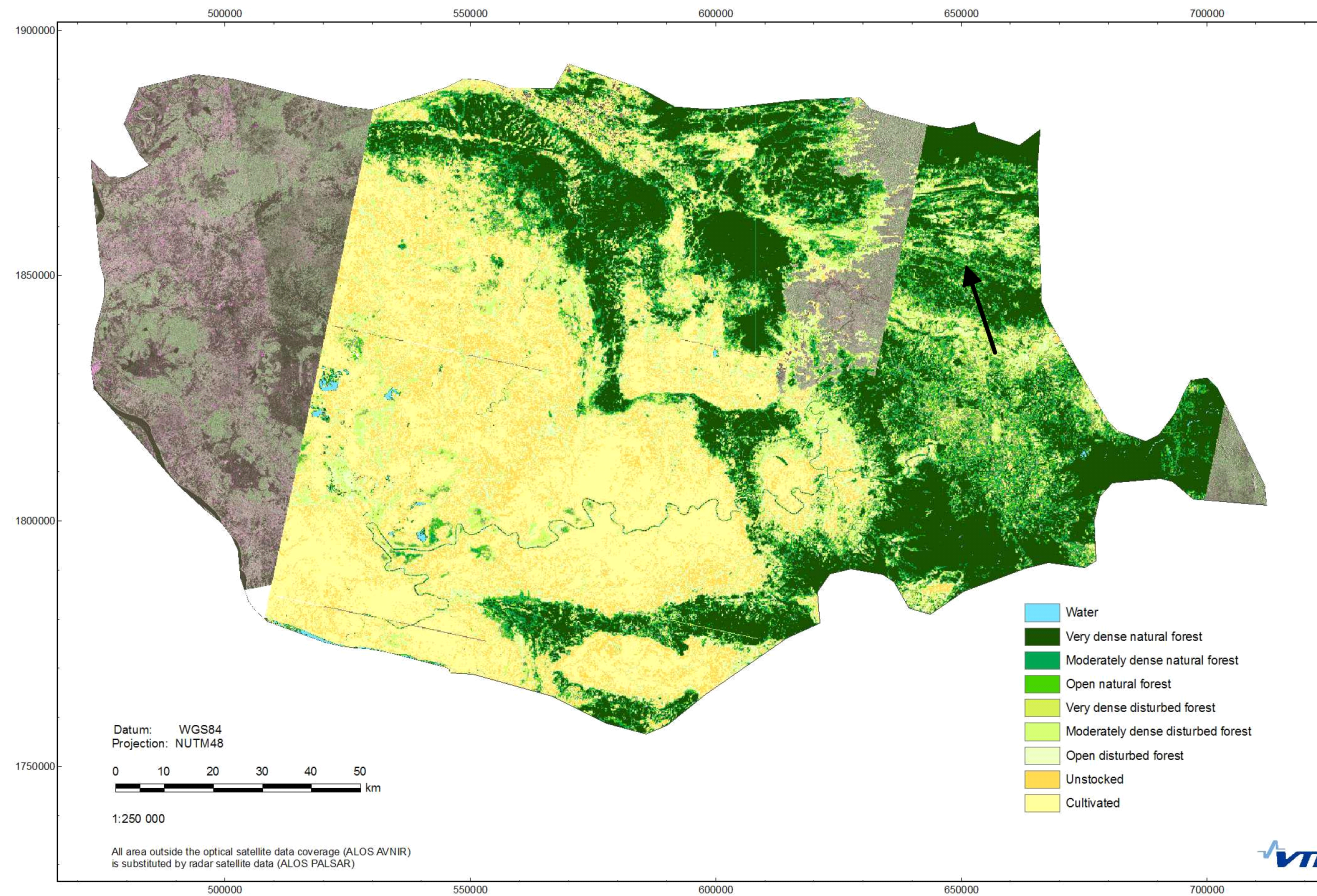 500000 550000 600000 650000 700000
1900000
1850000
1800000
1750000
Water
Very dense natural forest
Moderately dense natural forest
Open natural forest
Very dense disturbed forest
Moderately dense disturbed forest
Open disturbed forest
Unstocked
Cultivated
Datum: WGS84
Projection: NUTM48
0 10 20 30 40 50
km
1:250 000
All area outside the optical satellite data coverage (ALOS AVNIR)
is substituted by radar satellite data (ALOS PALSAR)
500000 550000 600000 650000 700000